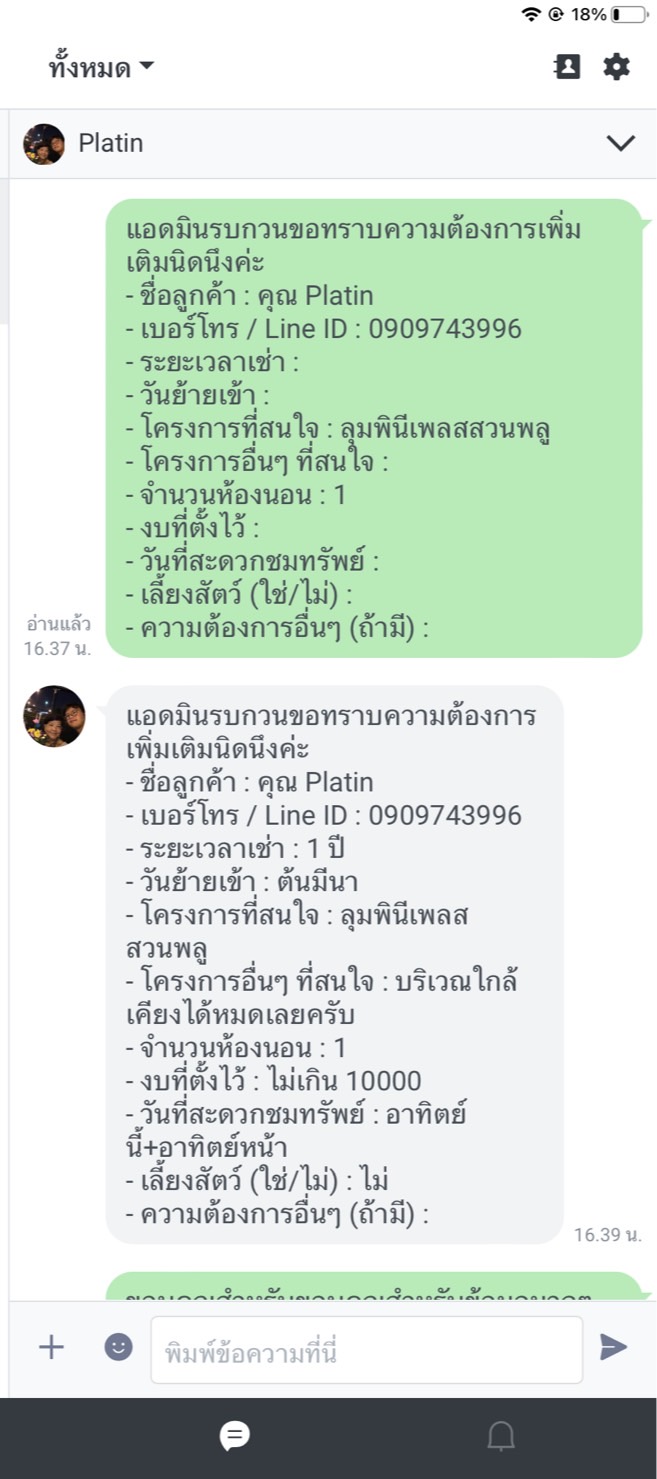 18%
ทั้งหมด
Platin
แอดมินรบกวนขอทราบความต้องการเพิ่ม
เติมนิดนึงค่ะ
- ชื่อลูกค้า : คุณ Platin
- เบอร์โทร / Line ID : 0909743996
- ระยะเวลาเช่า :
- วันย้ายเข้า :
- โครงการที่สนใจ : ลุมพินีเพลสสวนพลู
- โครงการอื่นๆ ที่สนใจ :
- จำนวนห้องนอน : 1
- งบที่ตั้งไว้ :
- วันที่สะดวกชมทรัพย์ :
- เลี้ยงสัตว์ (ใช่/ไม่) :
- ความต้องการอื่นๆ (ถ้ามี) :
อ่านแล้ว
16.37 น.
แอดมินรบกวนขอทราบความต้องการ
เพิ่มเติมนิดนึงค่ะ
- ชื่อลูกค้า : คุณ Platin
- เบอร์โทร / Line ID : 0909743996
- ระยะเวลาเช่า : 1 ปี
- วันย้ายเข้า : ต้นมีนา
- โครงการที่สนใจ : ลุมพินีเพลส
สวนพลู
- โครงการอื่นๆ ที่สนใจ : บริเวณใกล้
เคียงได้หมดเลยครับ
- จำนวนห้องนอน : 1
- งบที่ตั้งไว้ : ไม่เกิน 10000
- วันที่สะดวกชมทรัพย์ : อาทิตย์
นี้+อาทิตย์หน้า
- เลี้ยงสัตว์ (ใช่/ไม่) : ไม่
- ความต้องการอื่นๆ (ถ้ามี) :
16.39 น.
พิมพ์ข้อความที่นี่